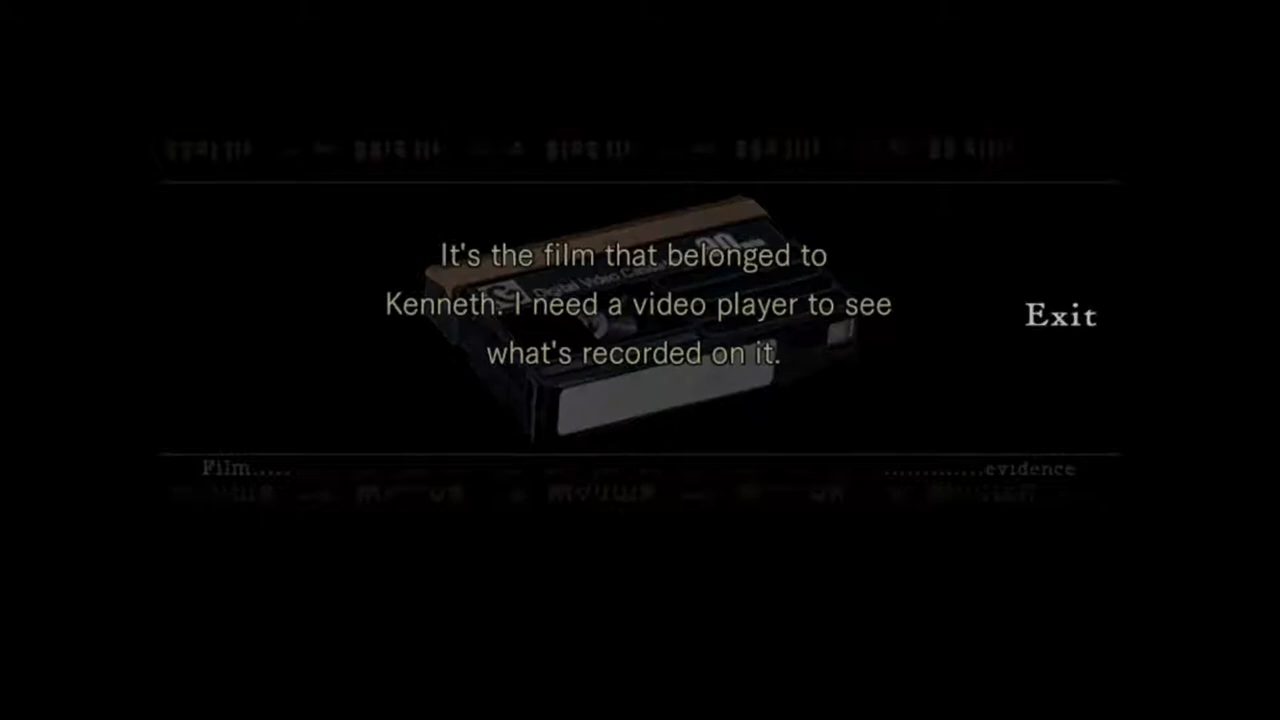 It's the film that belonged to
Kenneth. I need a video player to see
what's recorded on it.
Exit
Film.....
.............evidence